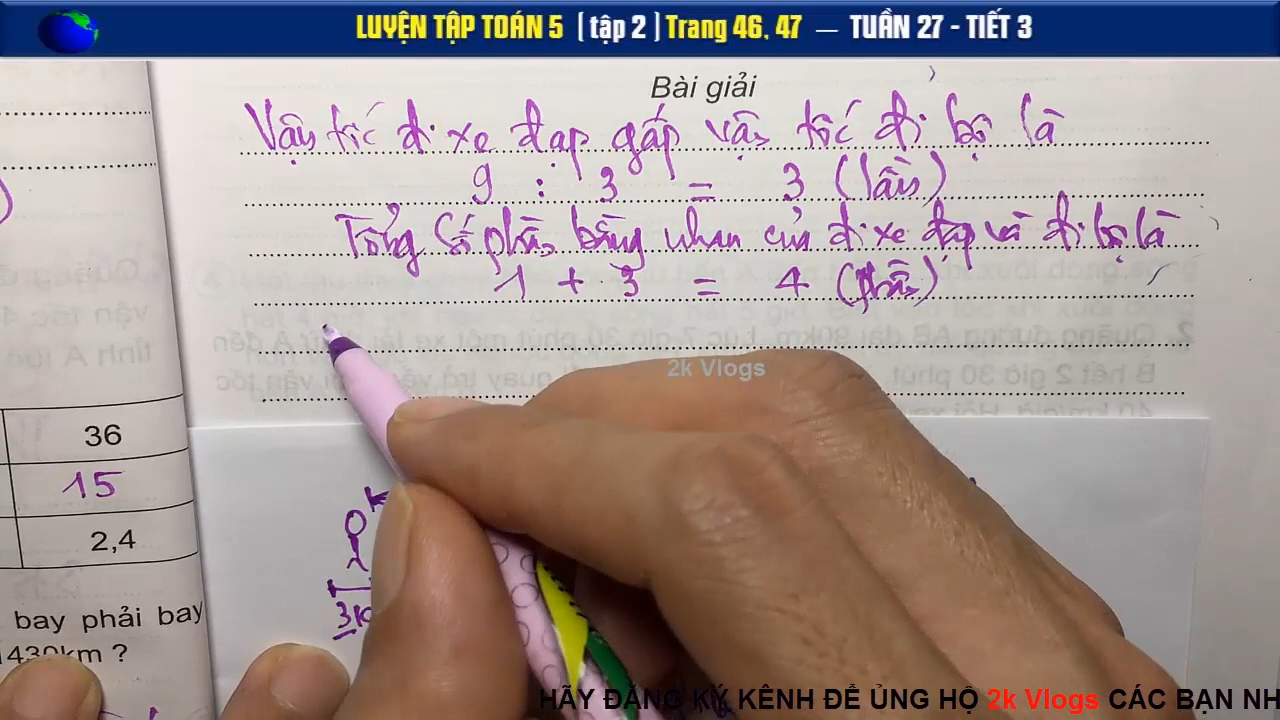 LUYỆN TẬP TOÁN 5 ( tập 2 ) Trang 46, 47 — TUẦN 27 - TIẾT 3
Bài giải
Vận tốc đi xe đạp gấp vận tốc đi bộ là
9 : 3 = 3 (lần)
Tổng số phần bằng nhau của đi xe đạp và đi bộ là
1 + 3 = 4 (phần)
2k Vlogs
36
15
2,4
bay phải bay
1430km ?
3k
HÃY ĐĂNG KÝ KÊNH ĐỂ ỦNG HỘ 2k Vlogs CÁC BẠN NH